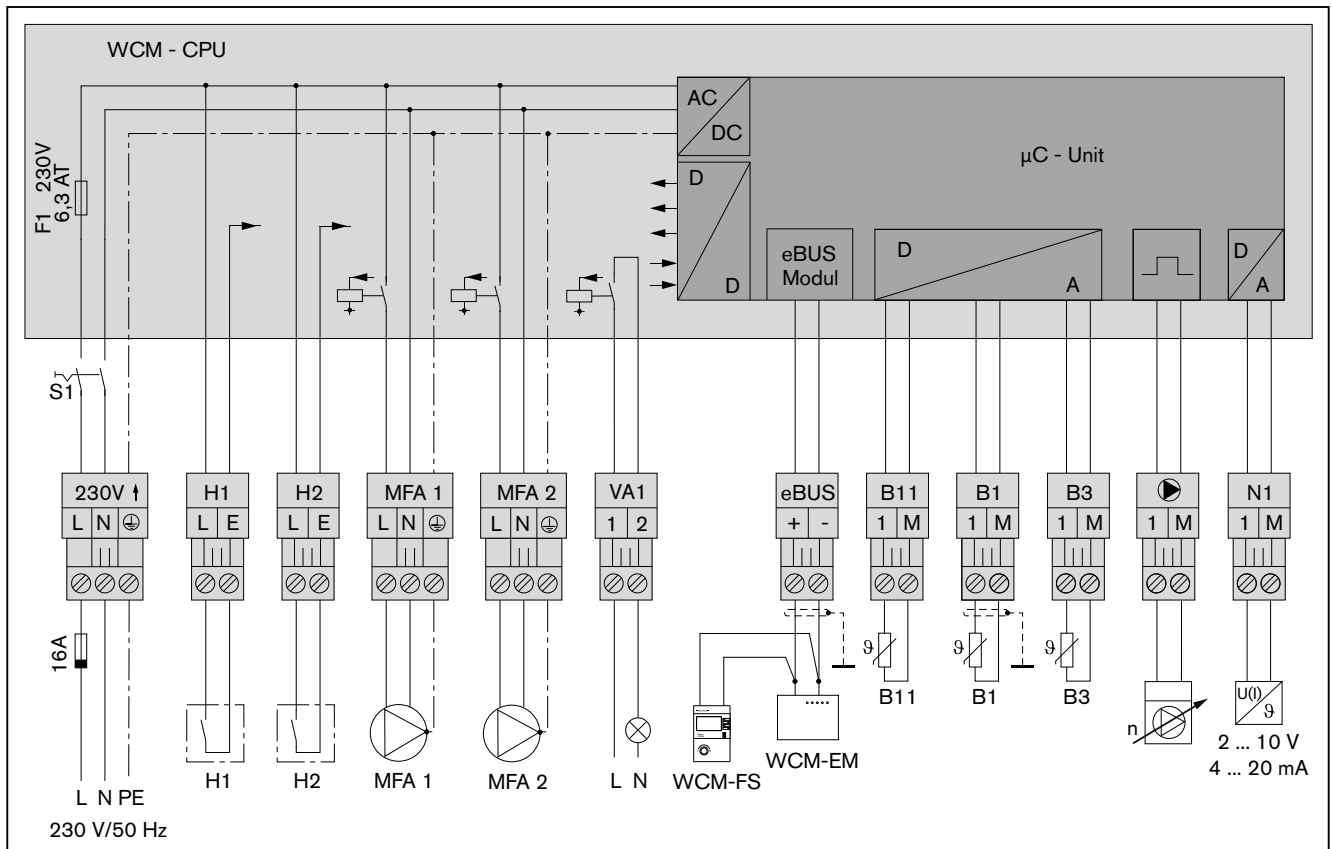 WCM - CPU
AC
DC
µC - Unit
F1 230V
6,3 AT
D
D
eBUS
Modul
D
A
D
A
S1
230V
H1
H2
MFA 1
MFA 2
VA1
eBUS
B11
B1
B3
N1
L N
L E
L E
L N
L N
1 2
+ -
1 M
1 M
1 M
1 M
1 M
16A
ϑ
ϑ
ϑ
B11
B1
B3
U(I)
ϑ
n
2 ... 10 V
4 ... 20 mA
H1
H2
MFA 1
MFA 2
L N
WCM-FS
WCM-EM
L N PE
230 V/50 Hz